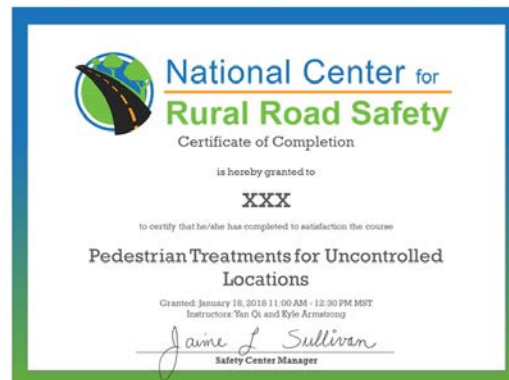 National Center for
Rural Road Safety
Certificate of Completion
is hereby granted to
XXX
to certify that he/she has completed to satisfaction the course
Pedestrian Treatments for Uncontrolled
Locations
Granted: January 18, 2018 11:00 AM - 12:30 PM MST
Instructors: Yan Qi and Kyle Armstrong
Jaime L Sullivan
Safety Center Manager